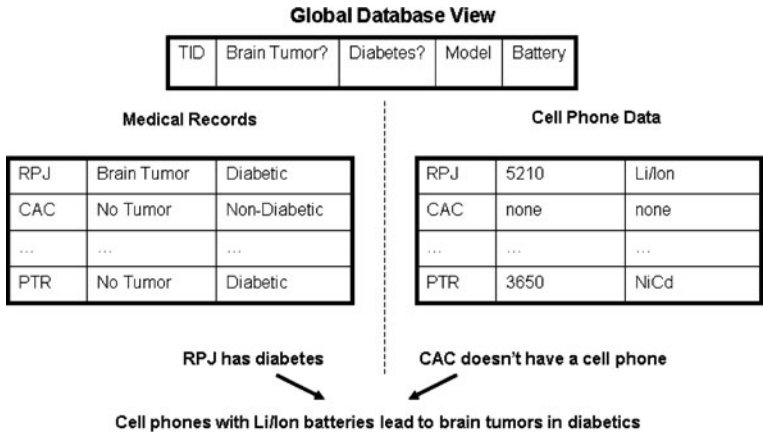 Global Database View
TID Brain Tumor? Diabetes? Model Battery
Medical Records
RPJ Brain Tumor Diabetic
CAC No Tumor Non-Diabetic
... ... ...
PTR No Tumor Diabetic
Cell Phone Data
RPJ 5210 Li/Ion
CAC none none
... ... ...
PTR 3650 NiCd
RPJ has diabetes
CAC doesn't have a cell phone
Cell phones with Li/Ion batteries lead to brain tumors in diabetics